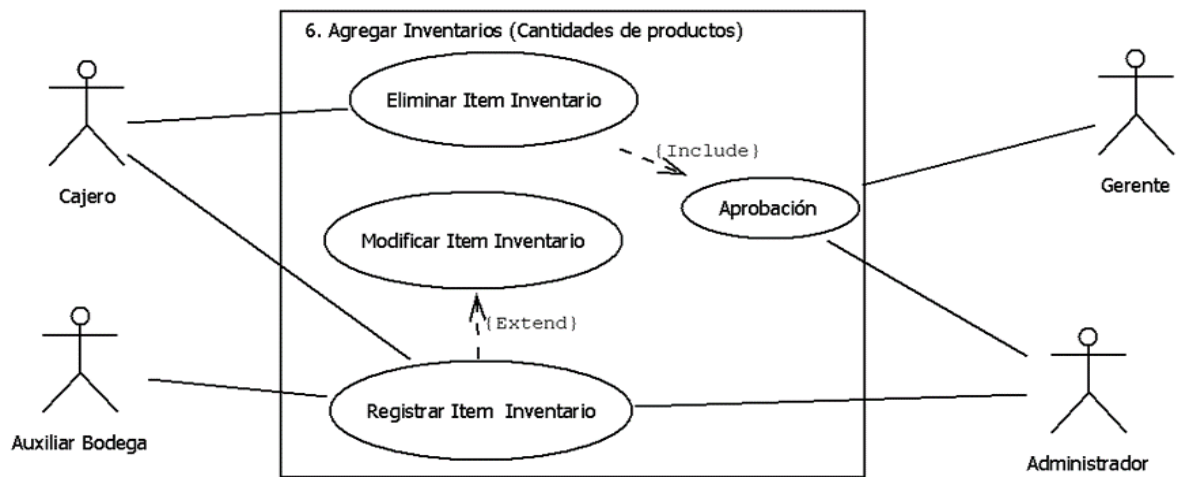 6. Agregar Inventarios (Cantidades de productos)
Eliminar Item Inventario
{Include}
Cajero
Gerente
Aprobación
Modificar Item Inventario
{Extend}
Registrar Item Inventario
Auxiliar Bodega
Administrador